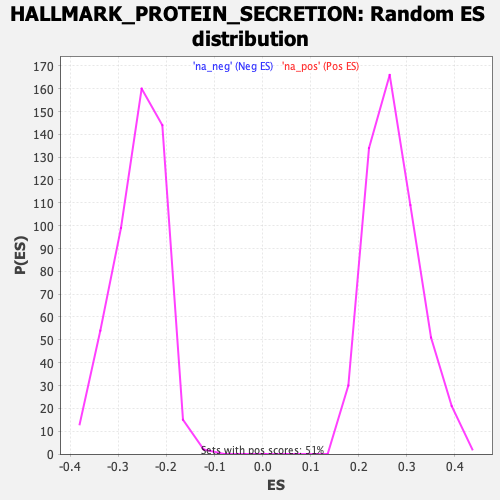 HALLMARK_PROTEIN_SECRETION: Random ES
distribution
'na_neg' (Neg ES) 'na_pos' (Pos ES)
170
160
150
140
130
120
110
100
90
80
70
60
50
40
30
20
10
0
P(ES)
Sets with pos scores: 51%
-0.4 -0.3 -0.2 -0.1 0.0 0.1 0.2 0.3 0.4
ES